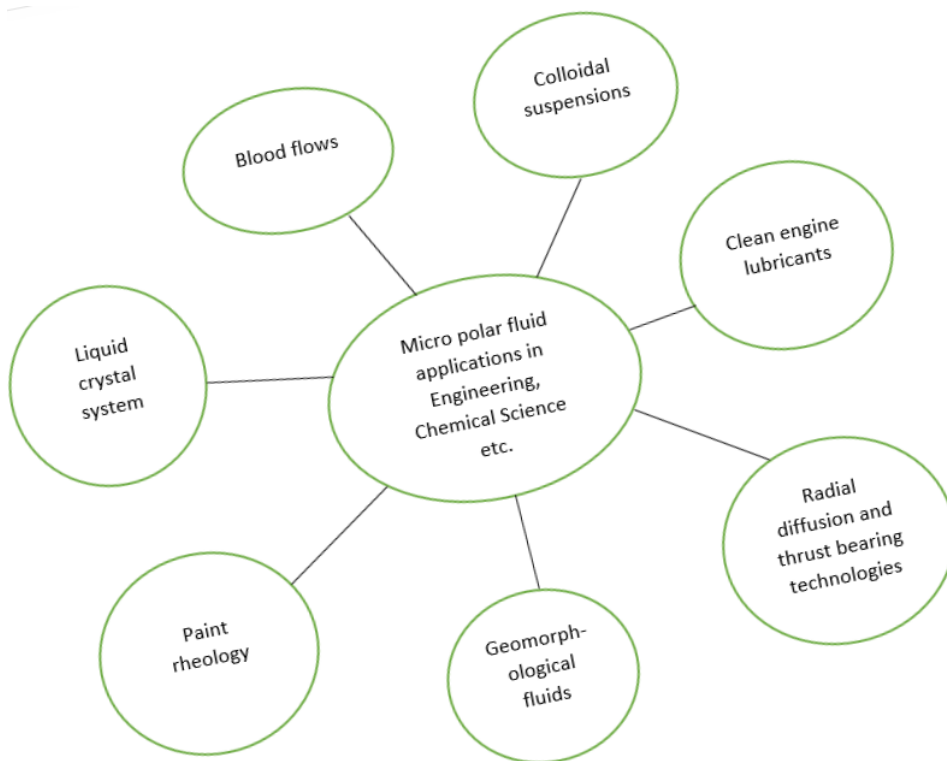 Colloidal
suspensions
Blood flows
Clean engine
lubricants
Micro polar fluid
applications in
Engineering,
Chemical Science
etc.
Liquid
crystal
system
Radial
diffusion and
thrust bearing
technologies
Paint
rheology
Geomorph-
ological
fluids